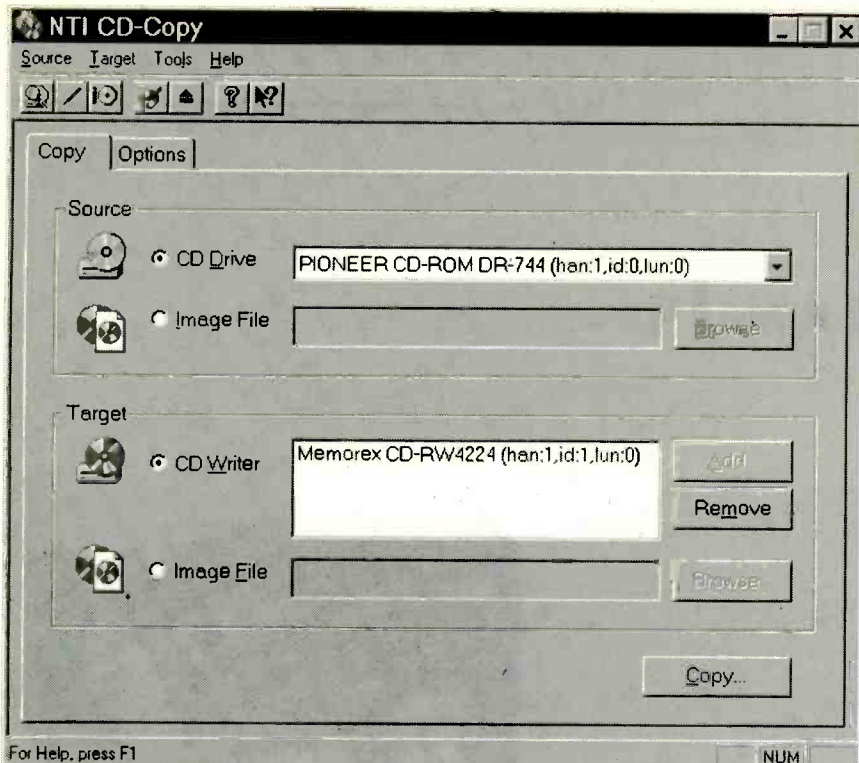 NTI CD-Copy
Source Target Tools Help
Copy Options
Source
CD Drive PIONEER CD-ROM DR-744 (han:1,id:0,lun:0)
Image File Browse
Target
CD Writer Memorex CD-RW4224 (han:1,id:1,lun:0) Add
Remove
Image File Browse...
Copy...
For Help, press F1 NUM